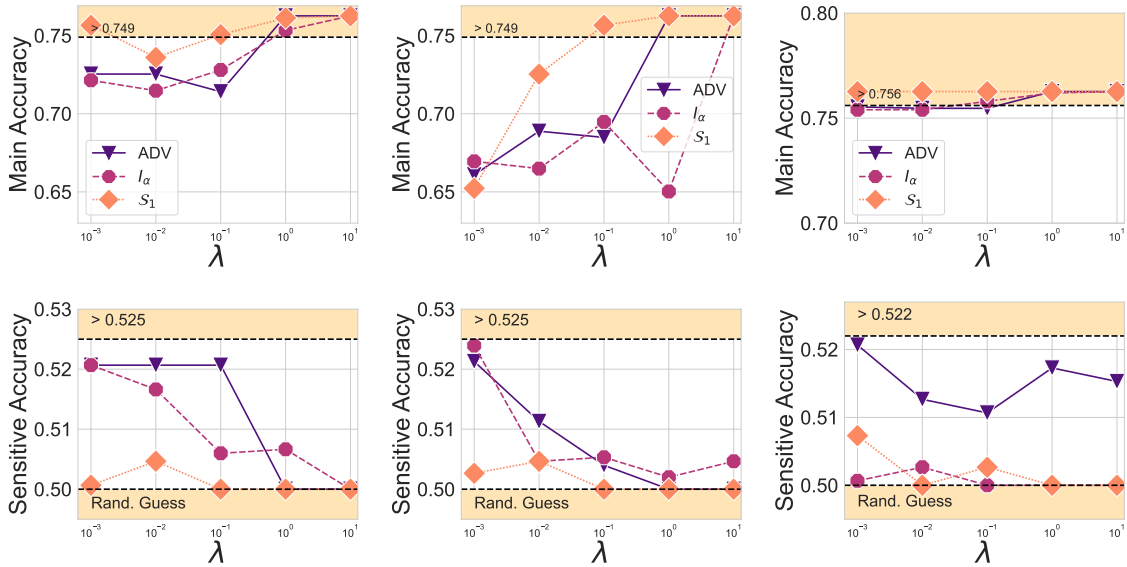 Main Accuracy
0.75
0.70
0.65
> 0.749
ADV
I_α
S_1
10^-3
10^-2
10^-1
10^0
10^1
λ
Main Accuracy
0.75
0.70
0.65
> 0.749
ADV
I_α
S_1
10^-3
10^-2
10^-1
10^0
10^1
λ
Main Accuracy
0.80
0.75
0.70
> 0.756
ADV
I_α
S_1
10^-3
10^-2
10^-1
10^0
10^1
λ
Sensitive Accuracy
0.53
0.52
0.51
0.50
> 0.525
Rand. Guess
10^-3
10^-2
10^-1
10^0
10^1
λ
Sensitive Accuracy
0.53
0.52
0.51
0.50
> 0.525
Rand. Guess
10^-3
10^-2
10^-1
10^0
10^1
λ
Sensitive Accuracy
0.52
0.51
0.50
> 0.522
Rand. Guess
10^-3
10^-2
10^-1
10^0
10^1
λ